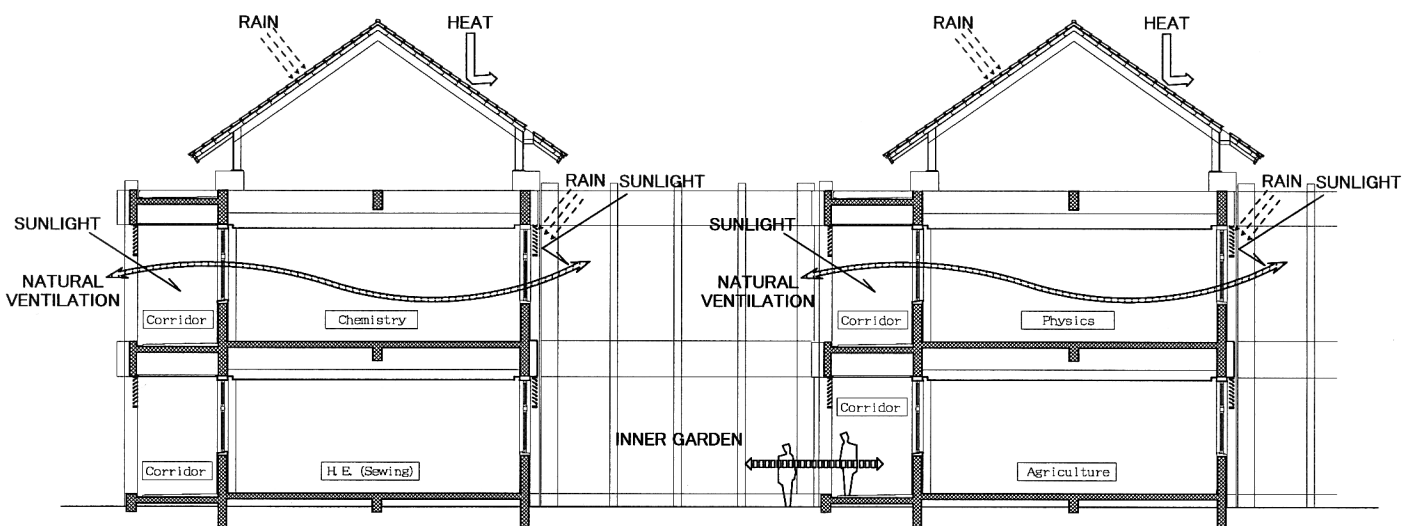 RAIN
HEAT
RAIN
HEAT
RAIN
SUNLIGHT
RAIN
SUNLIGHT
SUNLIGHT
SUNLIGHT
NATURAL
VENTILATION
NATURAL
VENTILATION
Corridor
Chemistry
Corridor
Physics
Corridor
INNER GARDEN
Corridor
H.E. (Sewing)
Agriculture